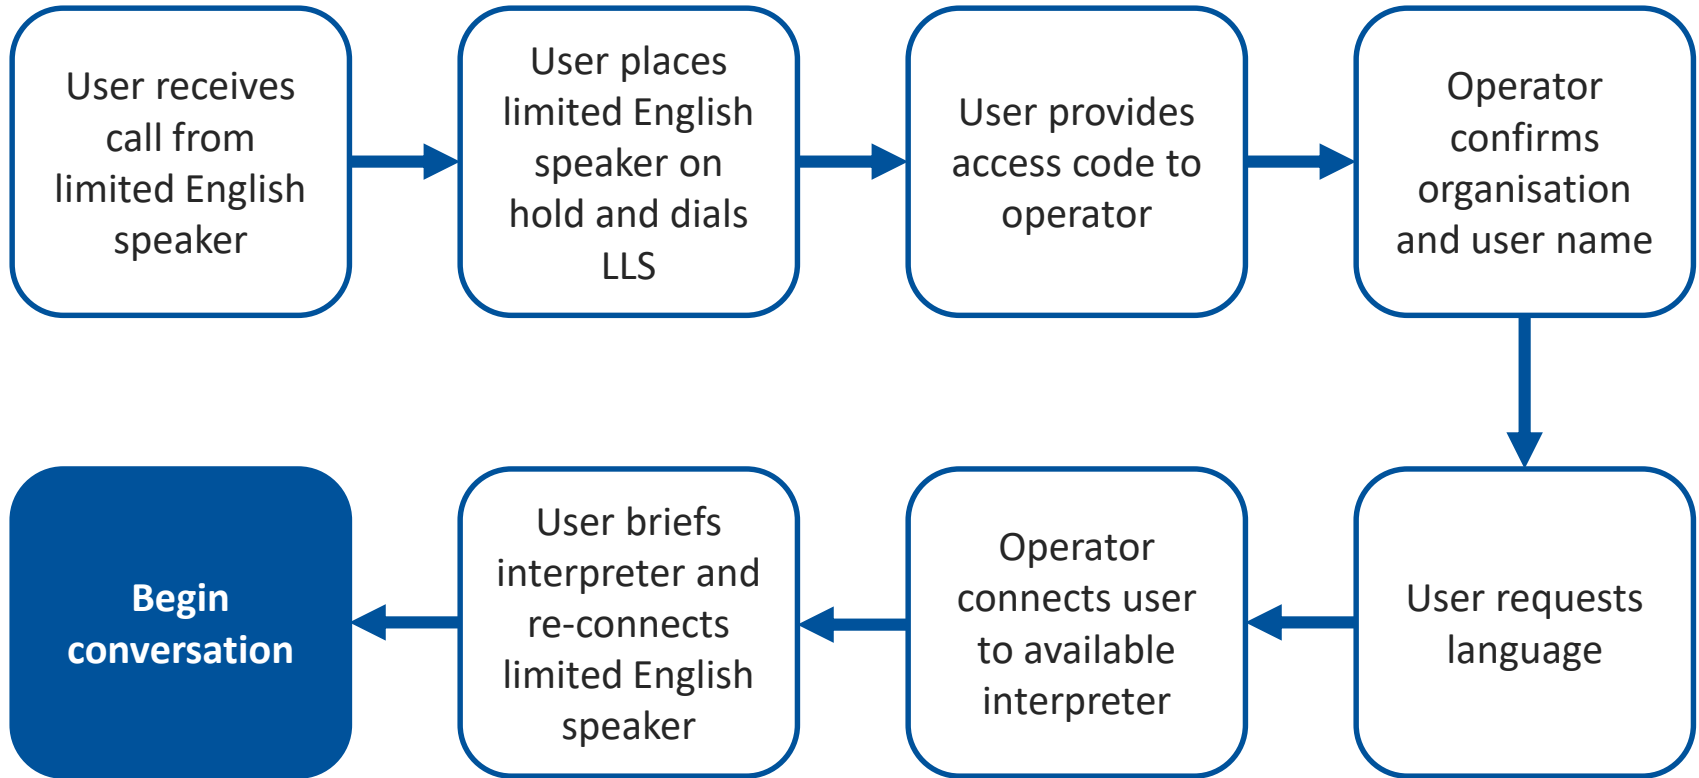 User receives
call from
limited English
speaker
User places
limited English
speaker on
hold and dials
LLS
User provides
access code to
operator
Operator
confirms
organisation
and user name
User requests
language
Operator
connects user
to available
interpreter
User briefs
interpreter and
re-connects
limited English
speaker
Begin
conversation